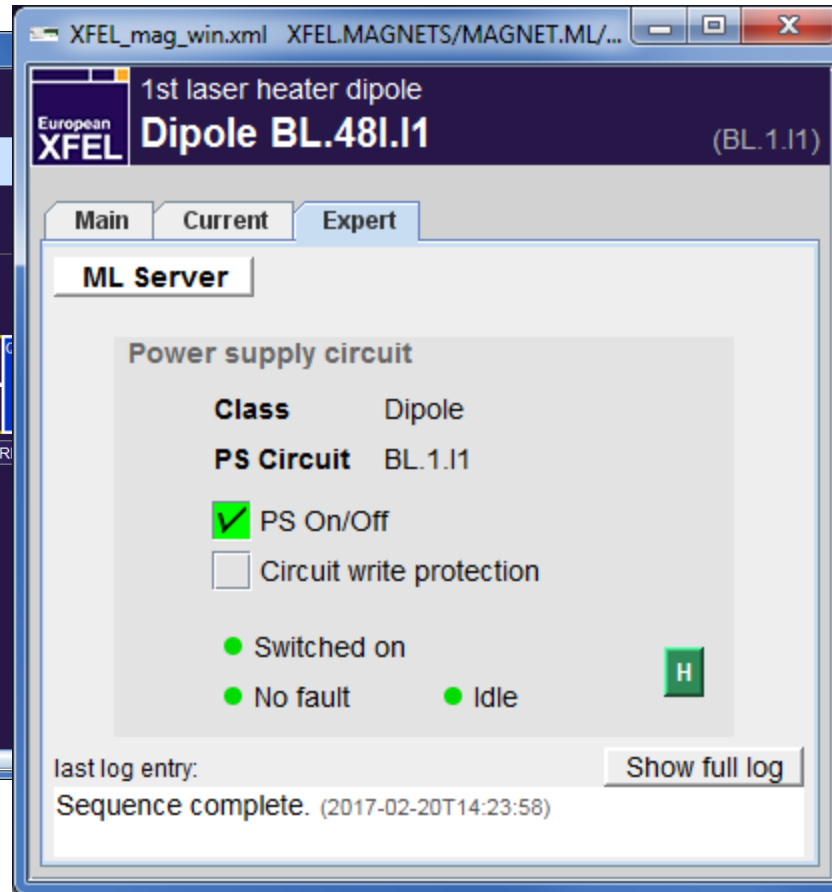 XFEL_mag_win.xml XFEL.MAGNETS/MAGNET.ML/...
1st laser heater dipole
European
XFEL
Dipole BL.48I.I1
(BL.1.I1)
Main Current Expert
ML Server
Power supply circuit
Class Dipole
PS Circuit BL.1.I1
PS On/Off
Circuit write protection
Switched on
H
No fault Idle
last log entry:
Show full log
Sequence complete. (2017-02-20T14:23:58)